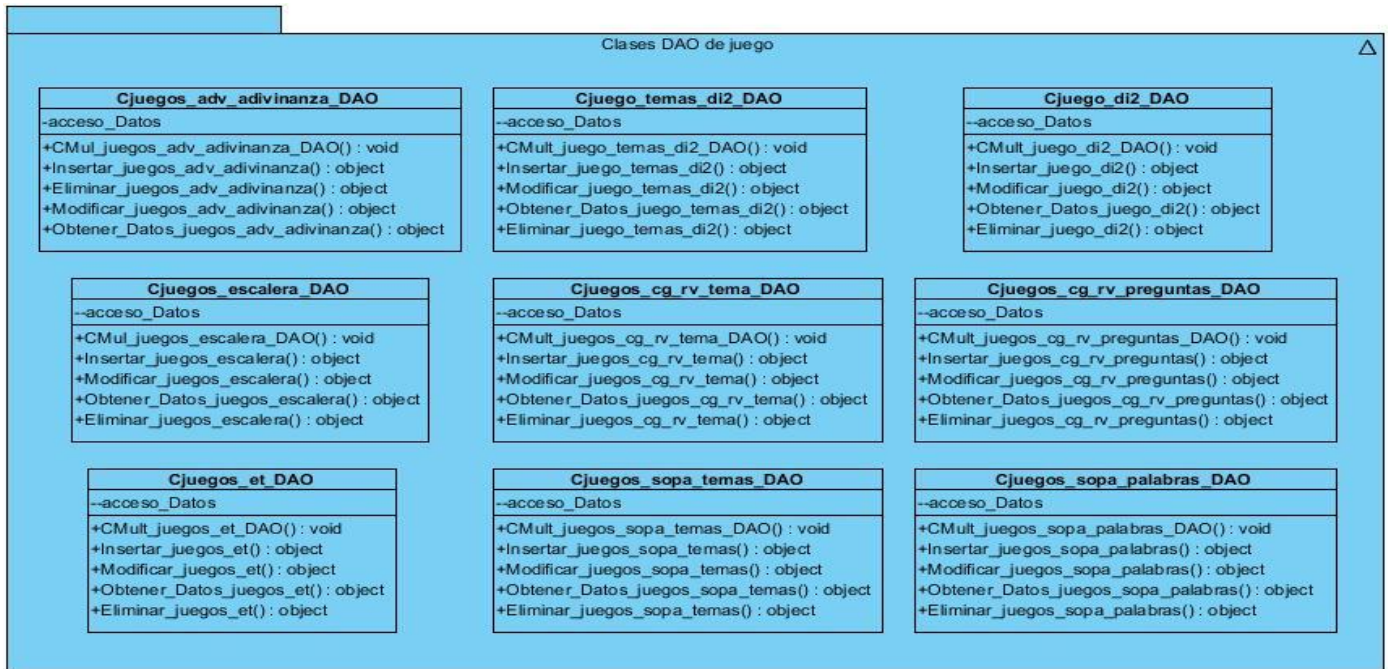 Clases DAO de juego
Cjuegos_adv_adivinanza_DAO
-acceso_Datos
+CMul_juegos_adv_adivinanza_DAO() : void
+Insertar_juegos_adv_adivinanza() : object
+Eliminar_juegos_adv_adivinanza() : object
+Modificar_juegos_adv_adivinanza() : object
+Obtener_Datos_juegos_adv_adivinanza() : object
Cjuego_temas_di2_DAO
--acceso_Datos
+CMult_juego_temas_di2_DAO() : void
+Insertar_juego_temas_di2() : object
+Modificar_juego_temas_di2() : object
+Obtener_Datos_juego_temas_di2() : object
+Eliminar_juego_temas_di2() : object
Cjuego_di2_DAO
--acceso_Datos
+CMult_juego_di2_DAO() : void
+Insertar_juego_di2() : object
+Modificar_juego_di2() : object
+Obtener_Datos_juego_di2() : object
+Eliminar_juego_di2() : object
Cjuegos_escalera_DAO
--acceso_Datos
+CMul_juegos_escalera_DAO() : void
+Insertar_juegos_escalera() : object
+Modificar_juegos_escalera() : object
+Obtener_Datos_juegos_escalera() : object
+Eliminar_juegos_escalera() : object
Cjuegos_cg_rv_tema_DAO
--acceso_Datos
+CMult_juegos_cg_rv_tema_DAO() : void
+Insertar_juegos_cg_rv_tema() : object
+Modificar_juegos_cg_rv_tema() : object
+Obtener_Datos_juegos_cg_rv_tema() : object
+Eliminar_juegos_cg_rv_tema() : object
Cjuegos_cg_rv_preguntas_DAO
--acceso_Datos
+CMult_juegos_cg_rv_preguntas_DAO() : void
+Insertar_juegos_cg_rv_preguntas() : object
+Modificar_juegos_cg_rv_preguntas() : object
+Obtener_Datos_juegos_cg_rv_preguntas() : object
+Eliminar_juegos_cg_rv_preguntas() : object
Cjuegos_et_DAO
--acceso_Datos
+CMult_juegos_et_DAO() : void
+Insertar_juegos_et() : object
+Modificar_juegos_et() : object
+Obtener_Datos_juegos_et() : object
+Eliminar_juegos_et() : object
Cjuegos_sopa_temas_DAO
--acceso_Datos
+CMult_juegos_sopa_temas_DAO() : void
+Insertar_juegos_sopa_temas() : object
+Modificar_juegos_sopa_temas() : object
+Obtener_Datos_juegos_sopa_temas() : object
+Eliminar_juegos_sopa_temas() : object
Cjuegos_sopa_palabras_DAO
--acceso_Datos
+CMult_juegos_sopa_palabras_DAO() : void
+Insertar_juegos_sopa_palabras() : object
+Modificar_juegos_sopa_palabras() : object
+Obtener_Datos_juegos_sopa_palabras() : object
+Eliminar_juegos_sopa_palabras() : object